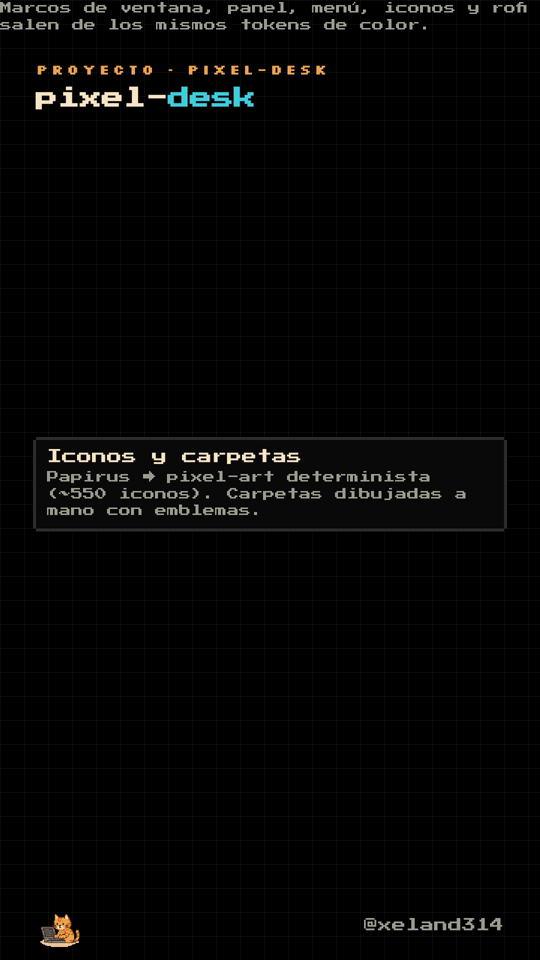 Marcos de ventana, panel, menú, iconos y rofi
salen de los mismos tokens de color.
PROYECTO · PIXEL-DESK
pixel-desk
Iconos y carpetas
Papirus → pixel-art determinista
(~550 iconos). Carpetas dibujadas a
mano con emblemas.
@xeland314